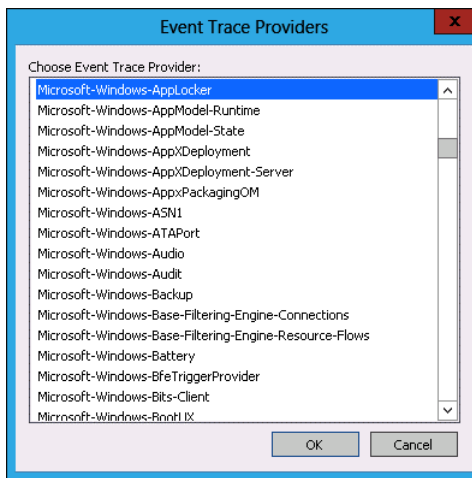 Event Trace Providers
x
Choose Event Trace Provider:
Microsoft-Windows-AppLocker
Microsoft-Windows-AppModel-Runtime
Microsoft-Windows-AppModel-State
Microsoft-Windows-AppXDeployment
Microsoft-Windows-AppXDeployment-Server
Microsoft-Windows-AppxPackagingOM
Microsoft-Windows-ASN1
Microsoft-Windows-ATAPort
Microsoft-Windows-Audio
Microsoft-Windows-Audit
Microsoft-Windows-Backup
Microsoft-Windows-Base-Filtering-Engine-Connections
Microsoft-Windows-Base-Filtering-Engine-Resource-Flows
Microsoft-Windows-Battery
Microsoft-Windows-BfeTriggerProvider
Microsoft-Windows-Bits-Client
Microsoft-Windows-BootUX
OK Cancel